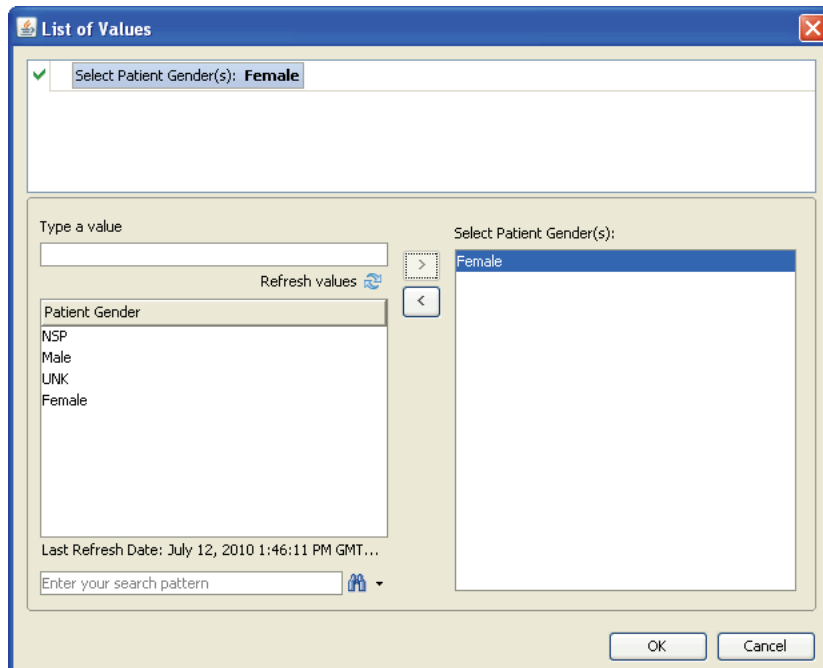 List of Values
Select Patient Gender(s): Female
Type a value
Refresh values
Patient Gender
NSP
Male
UNK
Female
Last Refresh Date: July 12, 2010 1:46:11 PM GMT...
Enter your search pattern
>
<
Select Patient Gender(s):
Female
OK
Cancel